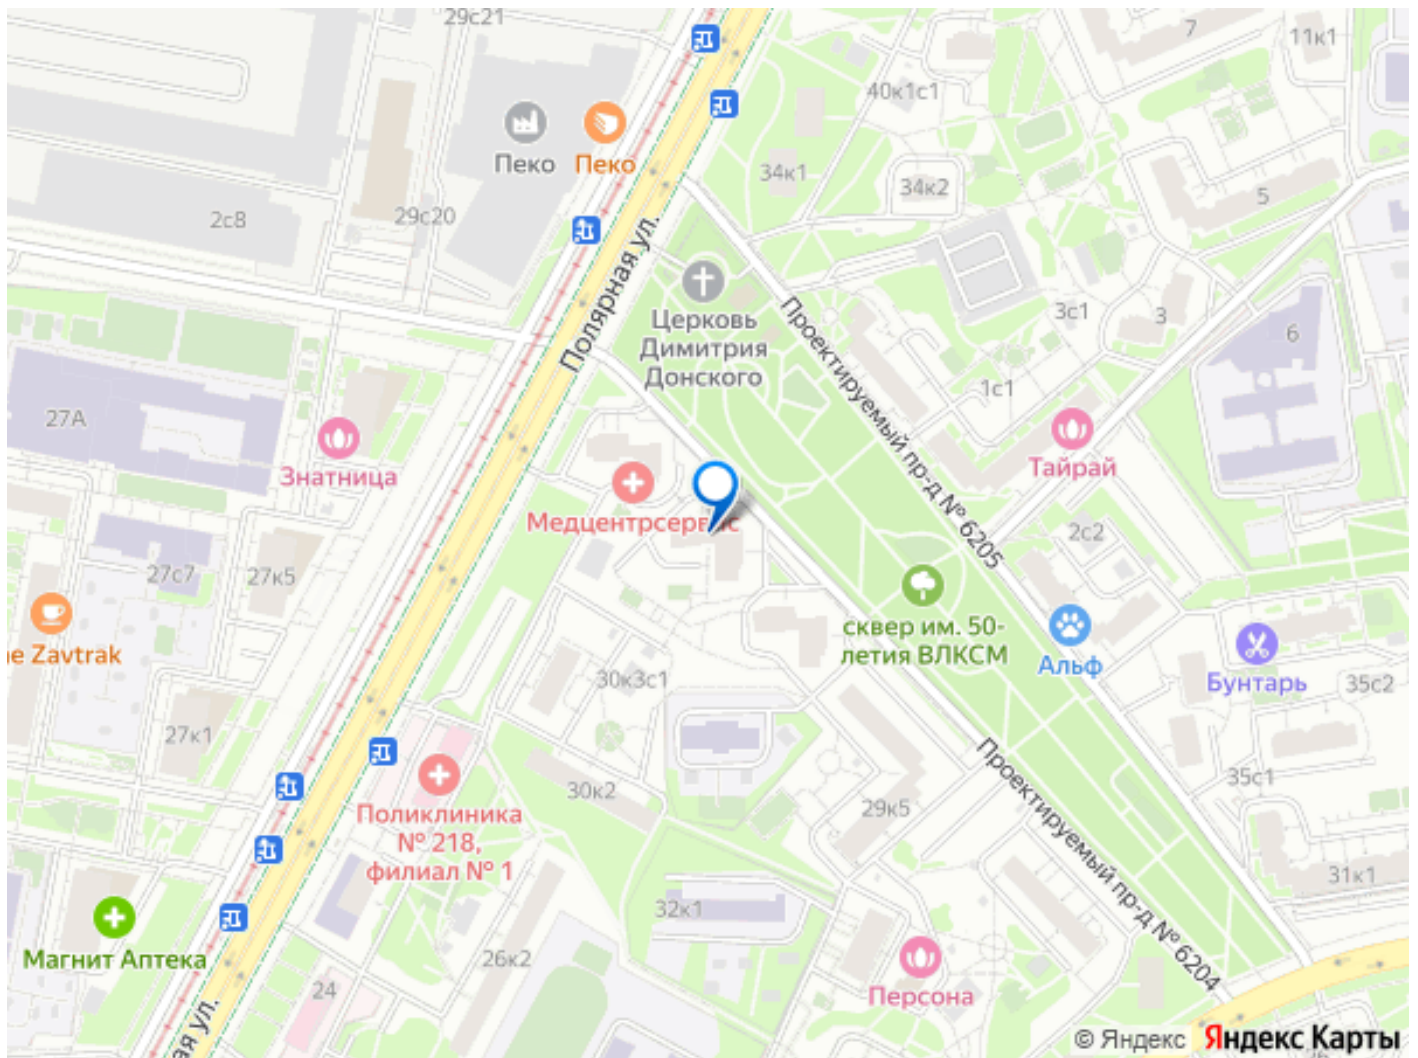 29с21
7
11к1
40к1с1
Пеко
Пеко
34к1
34к2
5
2с8
29с20
Полярная ул.
Церковь
Димитрия
Донского
Проектируемый пр-д № 6205
3с1
3
6
1с1
27А
Знатница
Тайрай
Медцентрсервис
2с2
27с7
27к5
e Zavtrak
сквер им. 50-
летия ВЛКСМ
Альф
Бунтарь
35с2
30к3с1
27к1
Проектируемый пр-д № 6204
35с1
30к2
29к5
Поликлиника
№ 218,
филиал № 1
31к1
32к1
Магнит Аптека
26к2
24
Персона
ая ул.
© Яндекс Яндекс Карты